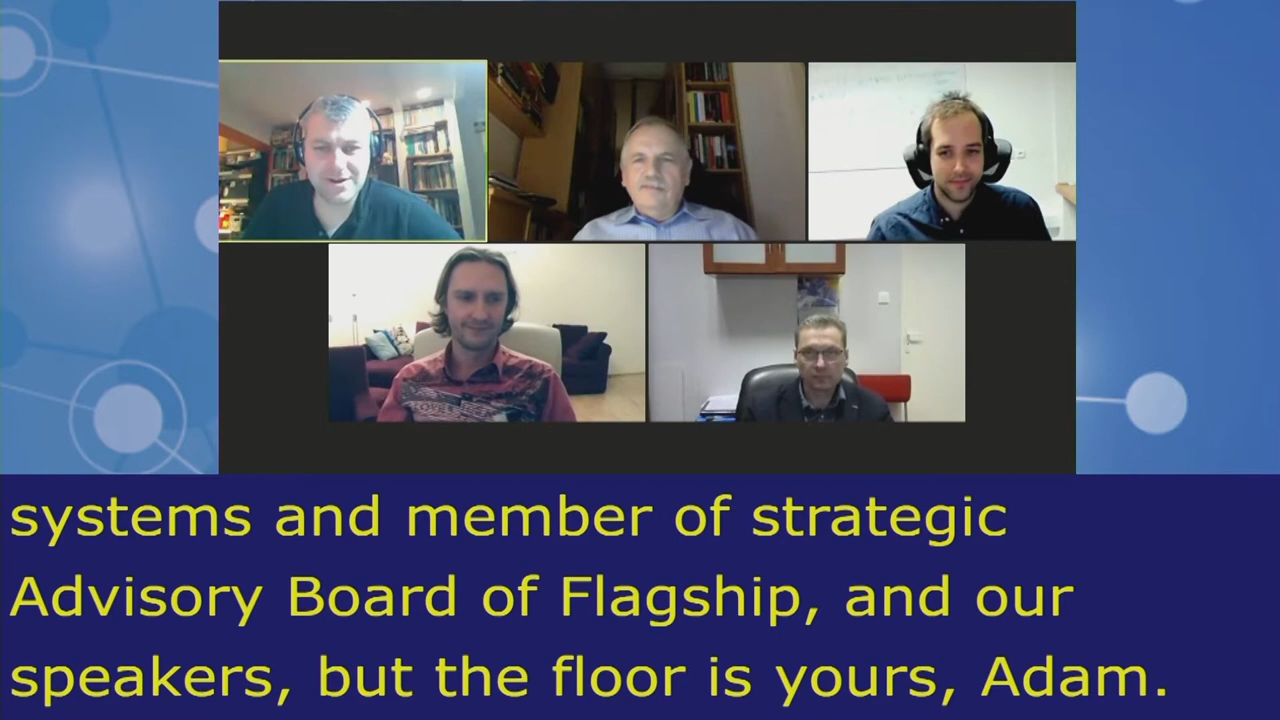 systems and member of strategic
Advisory Board of Flagship, and our
speakers, but the floor is yours, Adam.